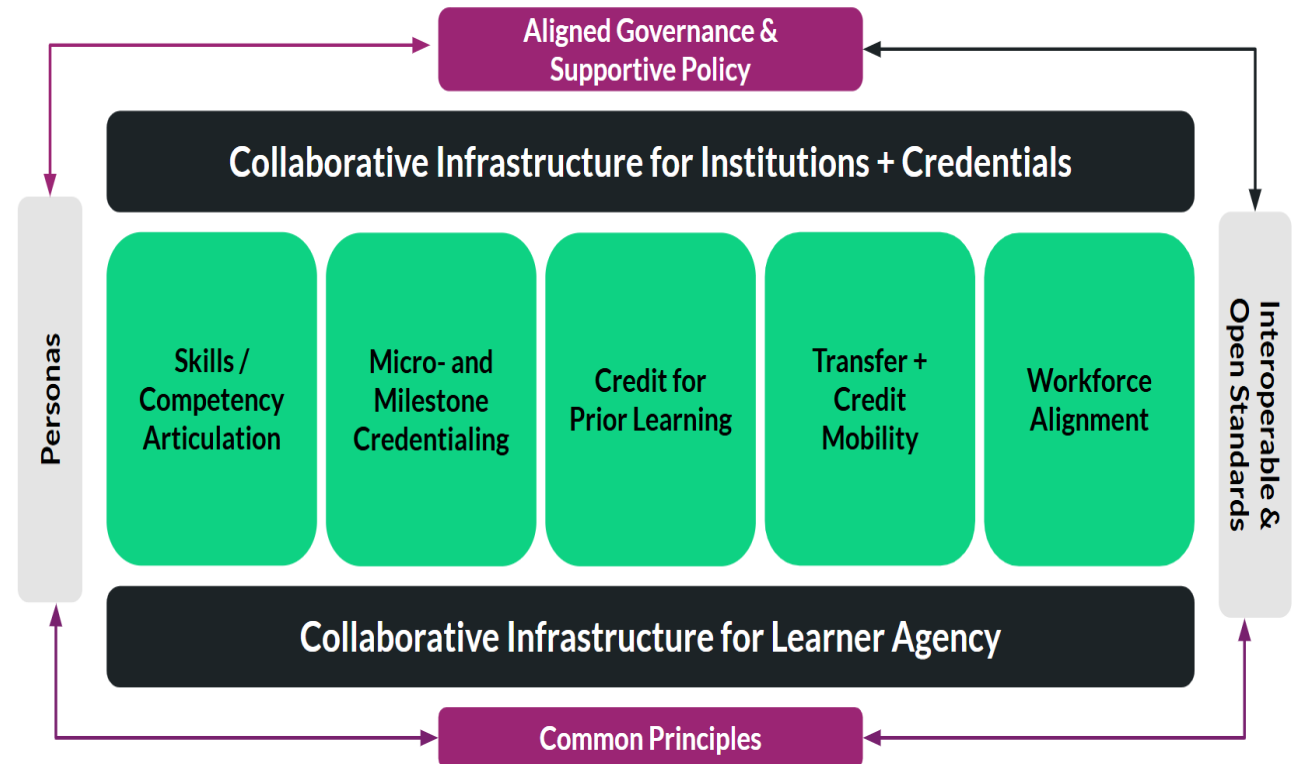 Aligned Governance &
Supportive Policy
Collaborative Infrastructure for Institutions + Credentials
Personas
Skills /
Competency
Articulation
Micro- and
Milestone
Credentialing
Credit for
Prior Learning
Transfer +
Credit
Mobility
Workforce
Alignment
Interoperable &
Open Standards
Collaborative Infrastructure for Learner Agency
Common Principles